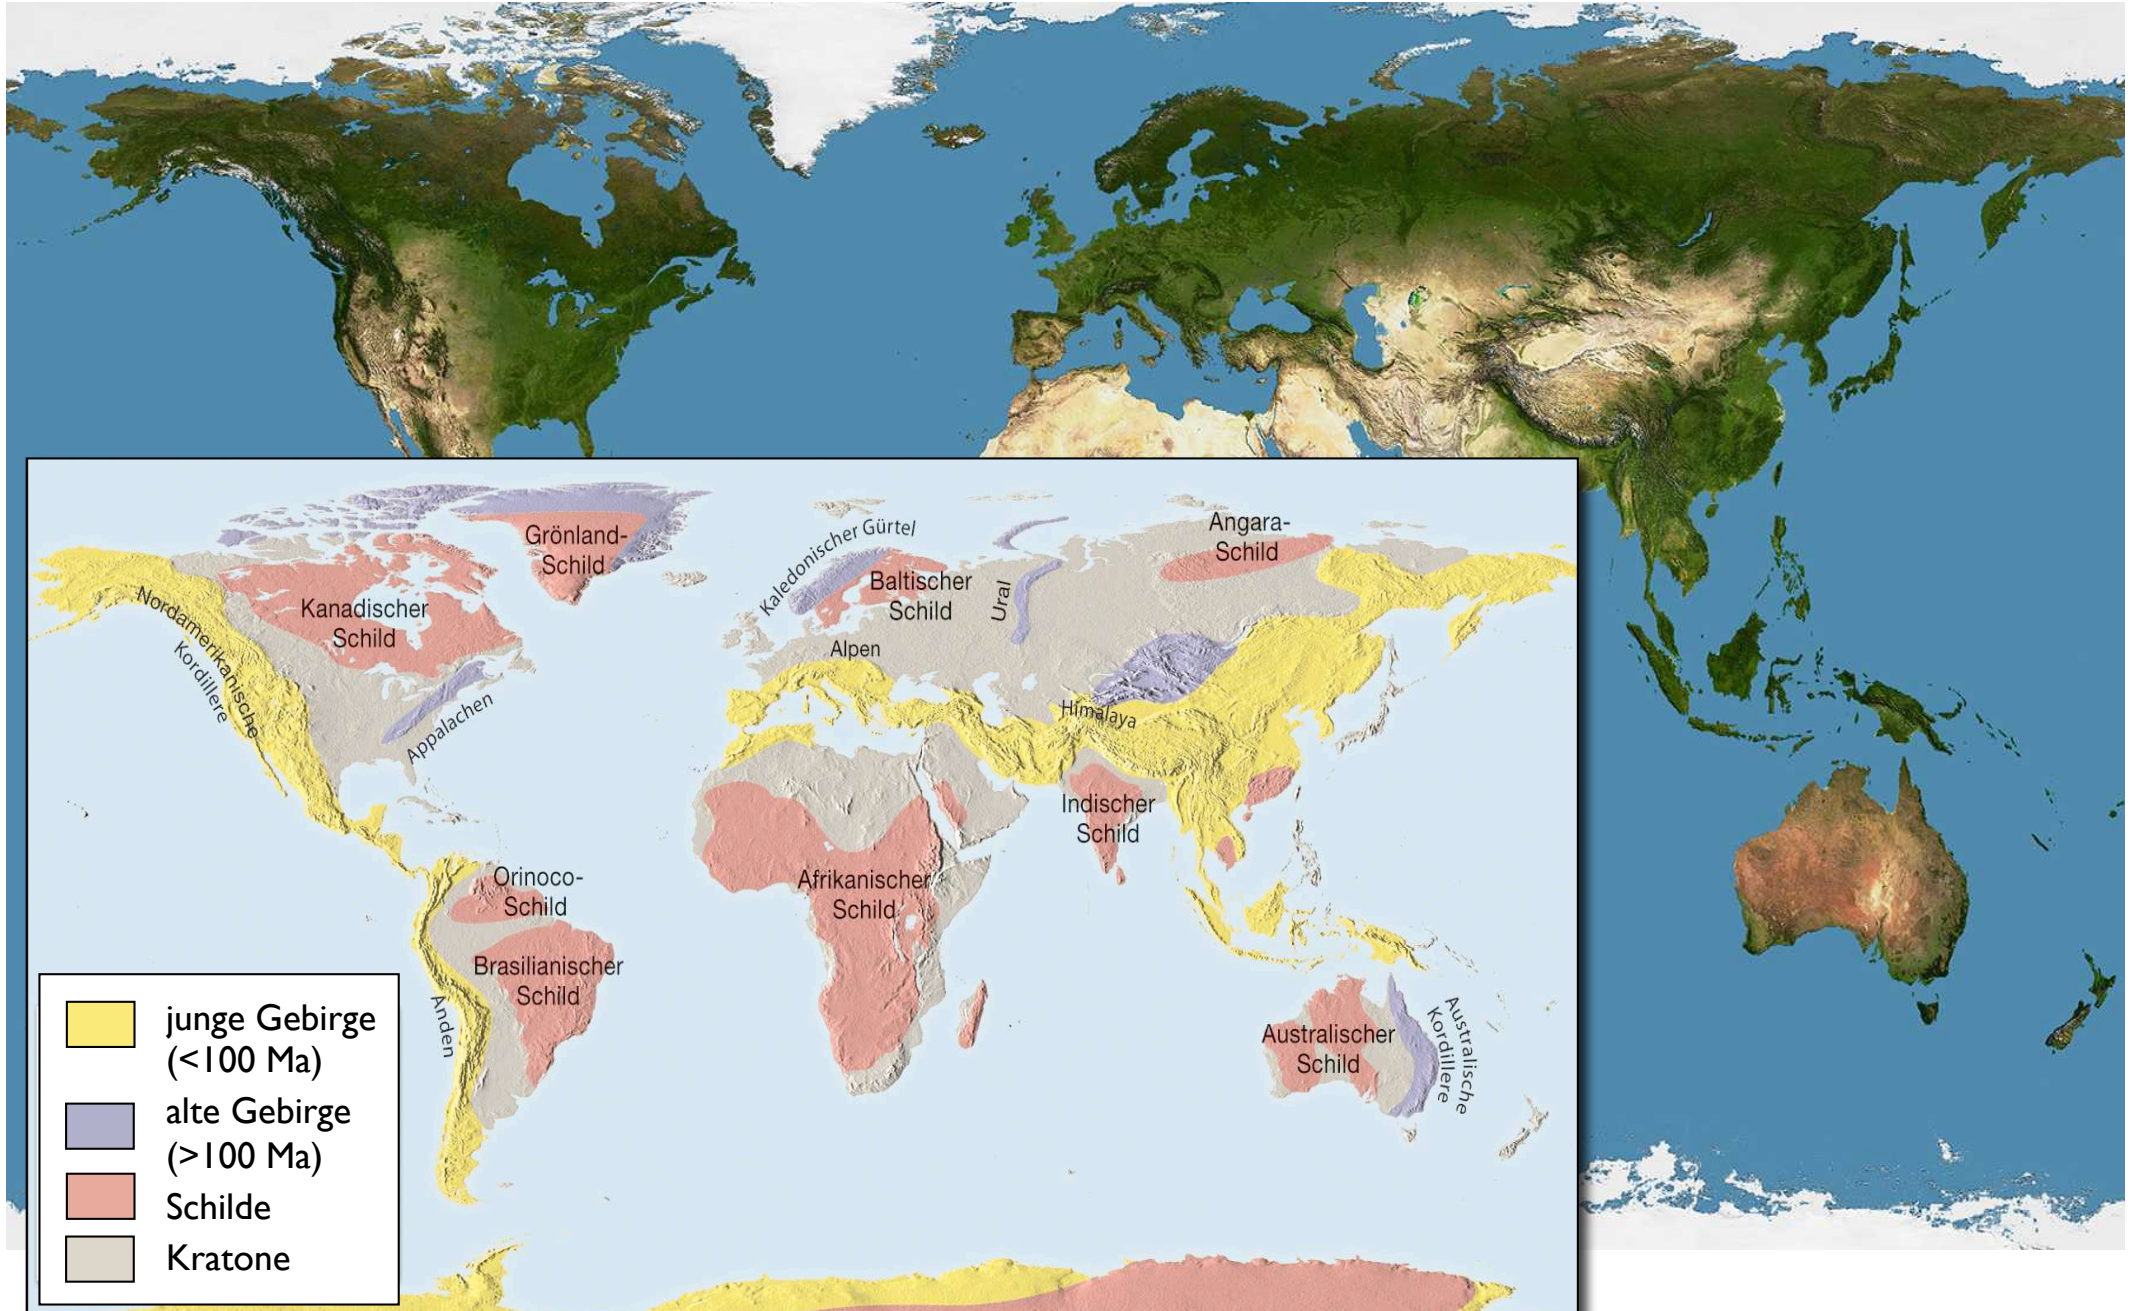 Grönland-
Schild
Kaledonischer Gürtel
Angara-
Schild
Baltischer
Schild
Ural
Kanadischer
Schild
Nordamerikanische
Kordillere
Alpen
Appalachen
Himalaya
Indischer
Schild
Orinoco-
Schild
Afrikanischer
Schild
Brasilianischer
Schild
Anden
Australischer
Schild
Australische
Kordillere
junge Gebirge
(<100 Ma)
alte Gebirge
(>100 Ma)
Schilde
Kratone